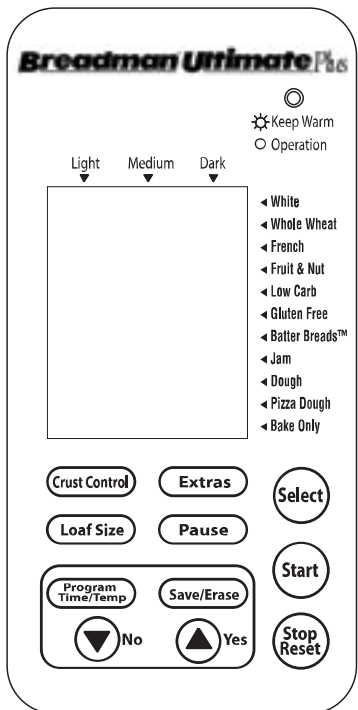 Breadman Ultimate Plus
Keep Warm
Operation
Light Medium Dark
White
Whole Wheat
French
Fruit & Nut
Low Carb
Gluten Free
Batter Breads™
Jam
Dough
Pizza Dough
Bake Only
Crust Control Extras
Loaf Size Pause
Select
Start
Program
Time/Temp
Save/Erase
No Yes
Stop
Reset